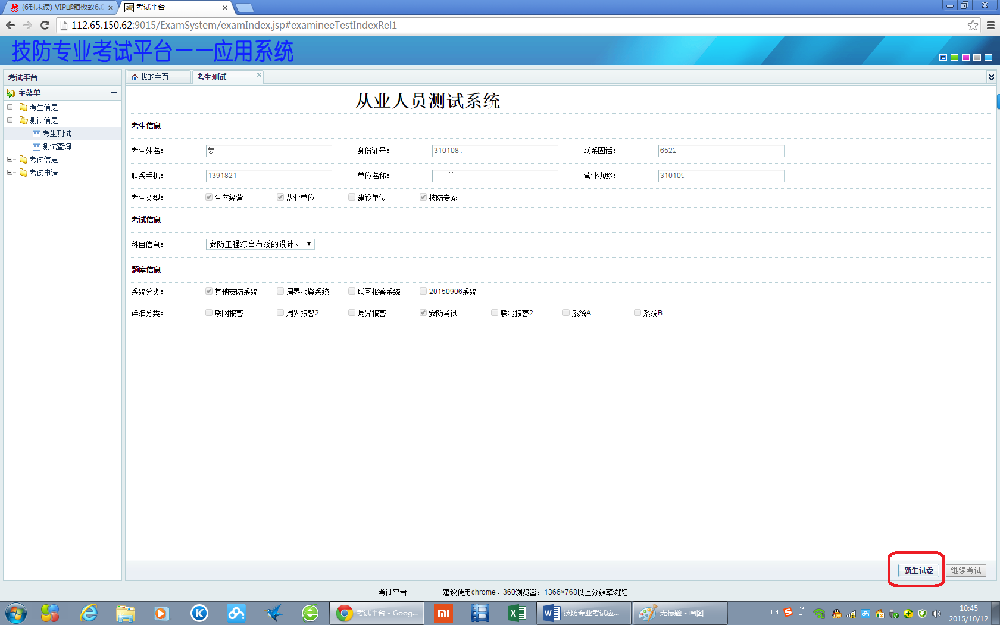 (6封未读) VIP邮箱极致6.0
考试平台
112.65.150.62:9015/ExamSystem/examIndex.jsp#examineeTestIndexRel1
技防专业考试平台——应用系统
考试平台
主菜单
考生信息
测试信息
考生测试
测试查询
考试信息
考试申请
我的主页 考生测试
从业人员测试系统
考生信息
考生姓名： 姜 身份证号： 310108 联系固话： 6522
联系手机： 1391821 单位名称： 营业执照： 310109
考生类型： 生产经营 从业单位 建设单位 技防专家
考试信息
科目信息： 安防工程综合布线的设计、
题库信息
系统分类： 其他安防系统 周界报警系统 联网报警系统 20150906系统
详细分类： 联网报警 周界报警2 周界报警 安防考试 联网报警2 系统A 系统B
新生试卷 继续考试
考试平台 建议使用chrome、360浏览器，1366×768以上分辨率浏览
考试平台 - Goog...
技防专业考试应...
无标题 - 画图
CH
10:45
2015/10/12